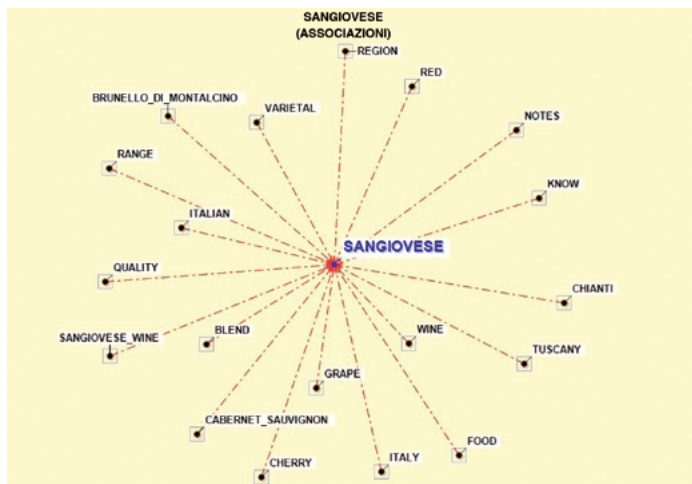 SANGIOVESE
(ASSOCIAZIONI)
REGION
RED
BRUNELLO_DI_MONTALCINO
VARIETAL
NOTES
RANGE
KNOW
ITALIAN
SANGIOVESE
QUALITY
CHIANTI
SANGIOVESE_WINE
BLEND
WINE
TUSCANY
GRAPE
CABERNET_SAUVIGNON
FOOD
CHERRY
ITALY